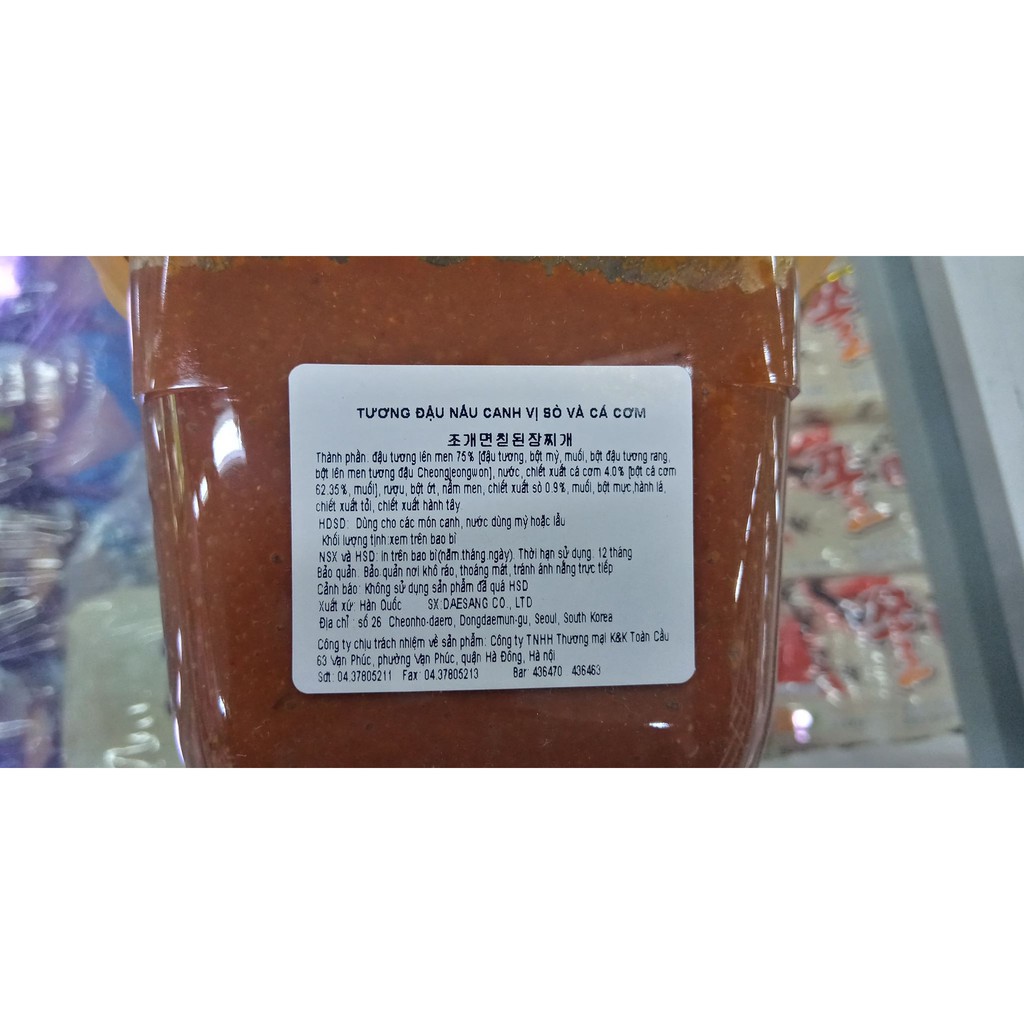 TƯƠNG ĐẬU NẤU CANH VỊ SÒ VÀ CÁ CƠM
조개면칠된장찌개
Thành phần: đậu tương lên men 75% [đậu tương, bột mỳ, muối, bột đậu tương rang,
bột lên men tương đậu Cheongjeongwon], nước, chiết xuất cá cơm 4.0% [bột cá cơm
62.35%, muối], rượu, bột ớt, nấm men, chiết xuất sò 0.9%, muối, bột mực,hành lá,
chiết xuất tỏi, chiết xuất hành tây.
HDSD: Dùng cho các món canh, nước dùng mỳ hoặc lẩu
Khối lượng tịnh:xem trên bao bì
NSX và HSD: In trên bao bì(năm.tháng.ngày). Thời hạn sử dụng: 12 tháng
Bảo quản: Bảo quản nơi khô ráo, thoáng mát, tránh ánh nắng trực tiếp
Cảnh báo: Không sử dụng sản phẩm đã quá HSD
Xuất xứ: Hàn Quốc SX:DAESANG CO., LTD
Địa chỉ : số 26 Cheonho-daero, Dongdaemun-gu, Seoul, South Korea
Công ty chịu trách nhiệm về sản phẩm: Công ty TNHH Thương mại K&K Toàn Cầu
63 Vạn Phúc, phường Vạn Phúc, quận Hà Đông, Hà nội
Sđt: 04.37805211 Fax: 04.37805213 Bar: 436470 436463